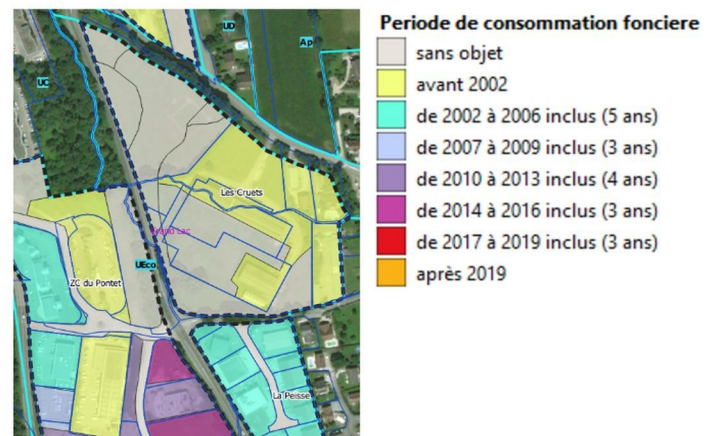 UD
Ap
UC
Les Cruets
Grand Lac
UEco
ZC du Pontet
La Peisse
Periode de consommation fonciere
sans objet
avant 2002
de 2002 à 2006 inclus (5 ans)
de 2007 à 2009 inclus (3 ans)
de 2010 à 2013 inclus (4 ans)
de 2014 à 2016 inclus (3 ans)
de 2017 à 2019 inclus (3 ans)
après 2019